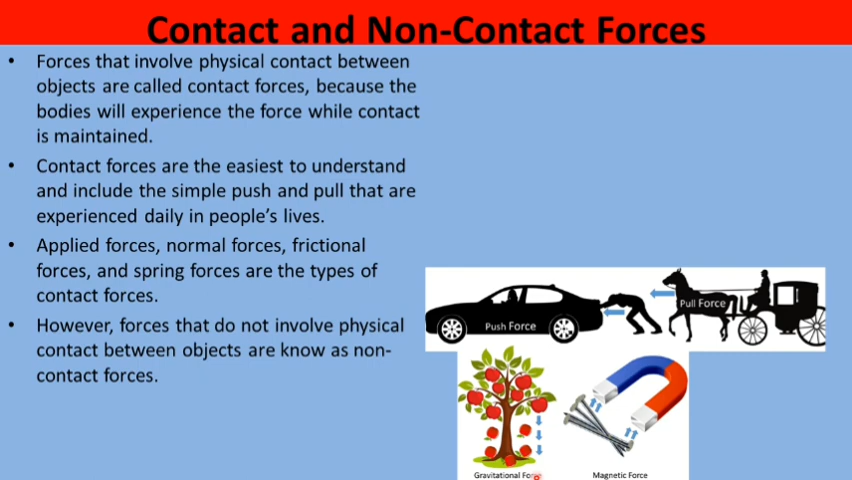 Contact and Non-Contact Forces
• Forces that involve physical contact between
objects are called contact forces, because the
bodies will experience the force while contact
is maintained.
• Contact forces are the easiest to understand
and include the simple push and pull that are
experienced daily in people's lives.
• Applied forces, normal forces, frictional
forces, and spring forces are the types of
contact forces.
• However, forces that do not involve physical
contact between objects are know as non-
contact forces.
Push Force
Pull Force
Gravitational
Magnetic Force